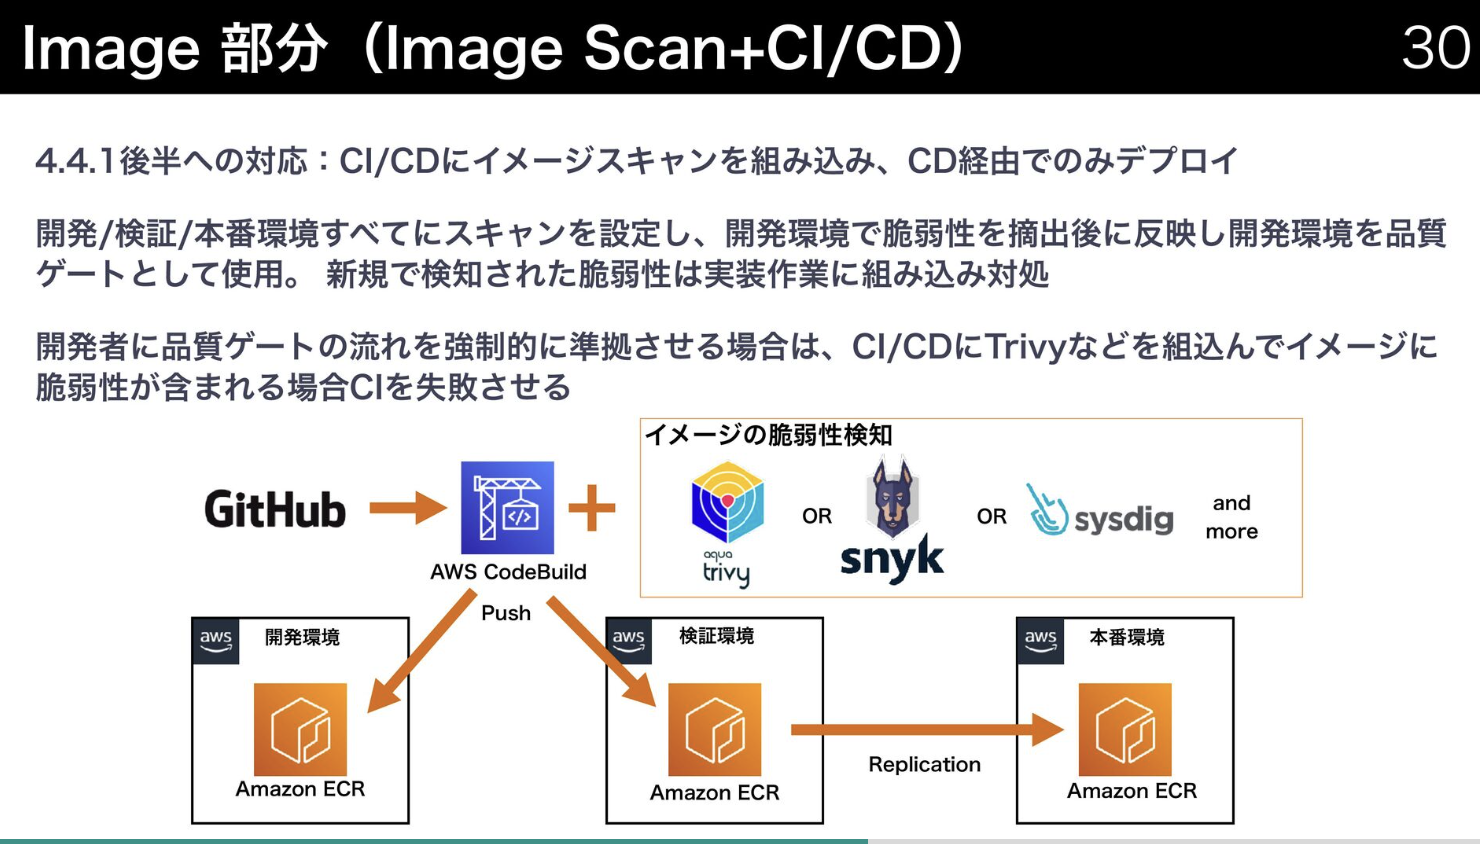 Image 部分（Image Scan+CI/CD）
30
4.4.1後半への対応：CI/CDにイメージスキャンを組み込み、CD経由でのみデプロイ
開発/検証/本番環境すべてにスキャンを設定し、開発環境で脆弱性を摘出後に反映し開発環境を品質
ゲートとして使用。 新規で検知された脆弱性は実装作業に組み込み対処
開発者に品質ゲートの流れを強制的に準拠させる場合は、CI/CDにTrivyなどを組込んでイメージに
脆弱性が含まれる場合CIを失敗させる
イメージの脆弱性検知
GitHub
AWS CodeBuild
aqua
trivy
OR
snyk
OR
sysdig
and
more
Push
aws
開発環境
Amazon ECR
aws
検証環境
Amazon ECR
Replication
aws
本番環境
Amazon ECR